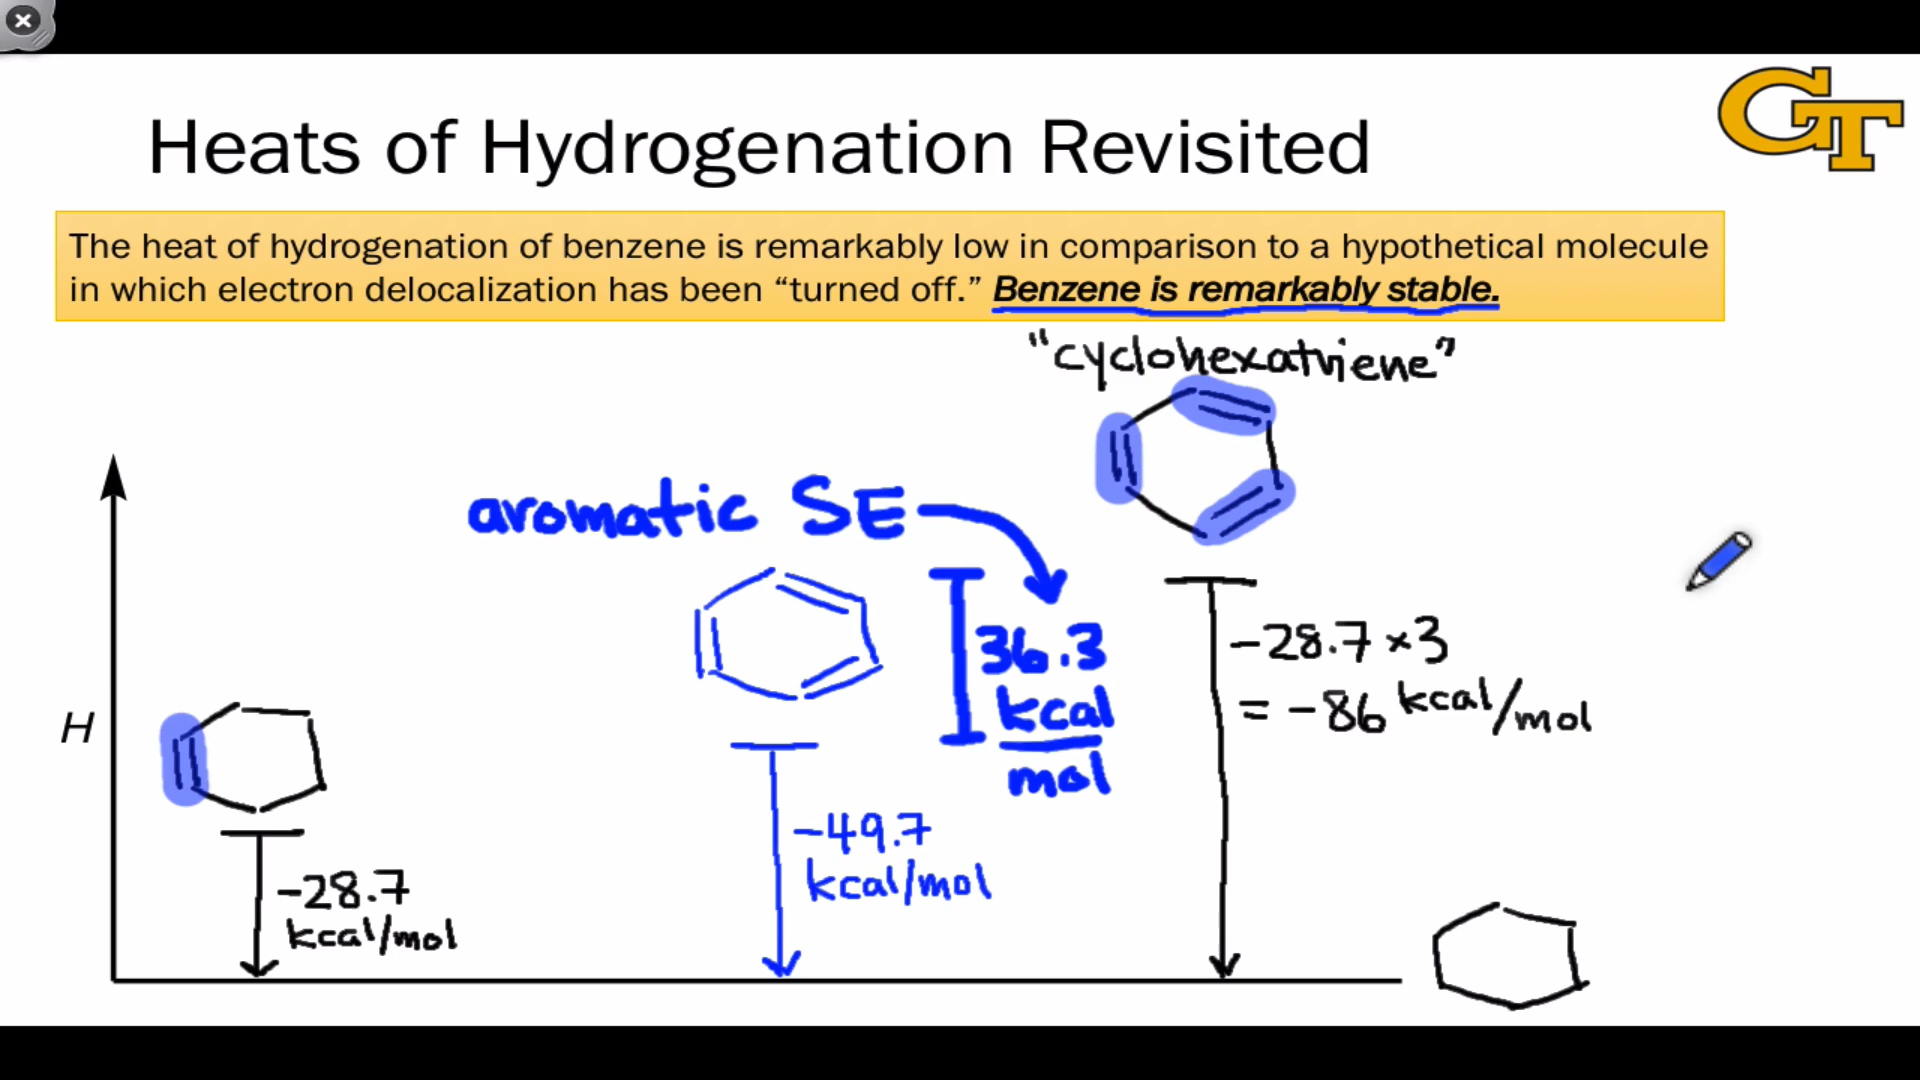 GT
Heats of Hydrogenation Revisited
The heat of hydrogenation of benzene is remarkably low in comparison to a hypothetical molecule
in which electron delocalization has been “turned off.” Benzene is remarkably stable.
"cyclohexatriene"
aromatic SE
36.3
kcal
mol
-28.7 × 3
= -86 kcal/mol
H
-49.7
kcal/mol
-28.7
kcal/mol